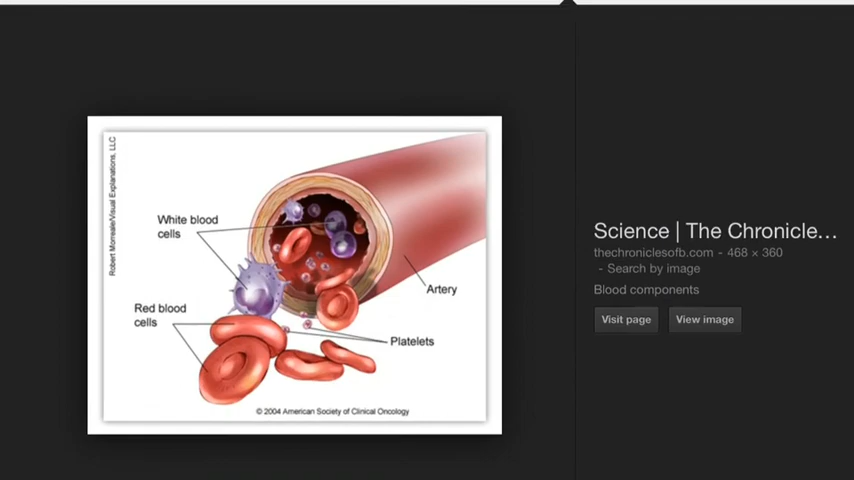 Robert Morreale/Visual Explanations, LLC
White blood
cells
Red blood
cells
Artery
Platelets
© 2004 American Society of Clinical Oncology
Science | The Chronicle…
thechroniclesofb.com - 468 × 360
- Search by image
Blood components
Visit page
View image